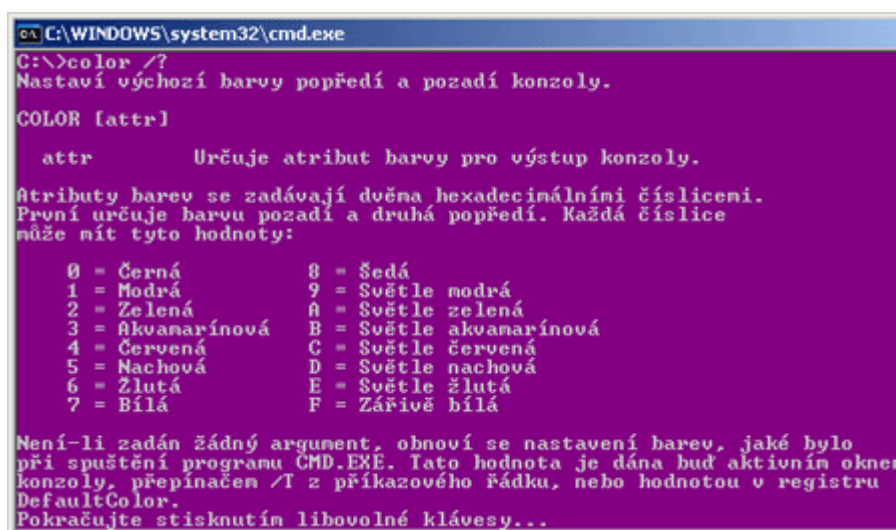 C:\WINDOWS\system32\cmd.exe
C:\>color /?
Nastaví výchozí barvy popředí a pozadí konzoly.
COLOR [attr]
attr Určuje atribut barvy pro výstup konzoly.
Atributy barev se zadávají dvěma hexadecimálními číslicemi.
První určuje barvu pozadí a druhá popředí. Každá číslice
může mít tyto hodnoty:
0 = Černá 8 = Šedá
1 = Modrá 9 = Světle modrá
2 = Zelená A = Světle zelená
3 = Akvamarínová B = Světle akvamarínová
4 = Červená C = Světle červená
5 = Nachová D = Světle nachová
6 = Žlutá E = Světle žlutá
7 = Bílá F = Zářivě bílá
Není-li zadán žádný argument, obnoví se nastavení barev, jaké bylo
při spuštění programu CMD.EXE. Tato hodnota je dána buď aktivním oknem
konzoly, přepínačem /T z příkazového řádku, nebo hodnotou v registru
DefaultColor.
Pokračujte stisknutím libovolné klávesy...